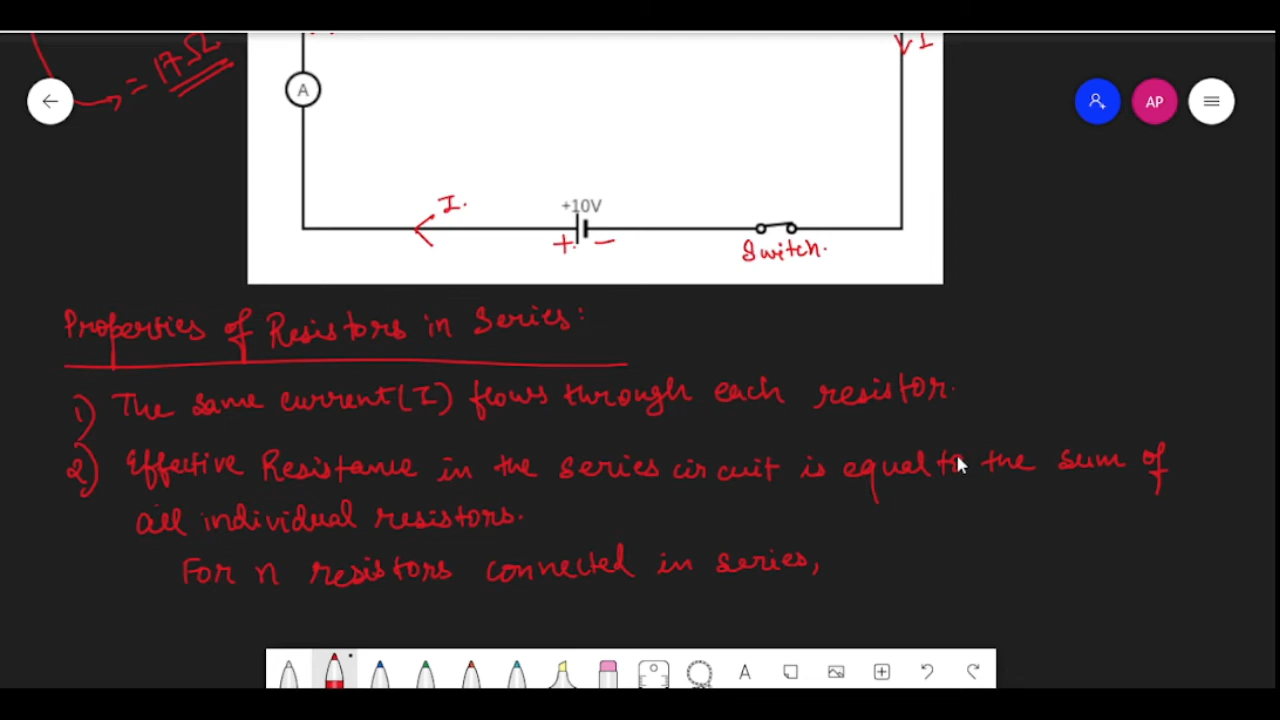 = 17Ω
I
A
I.
+10V
+. –
Switch.
AP
Properties of Resistors in Series:
1) The same current (I) flows through each resistor.
2) Effective Resistance in the series circuit is equal to the sum of
all individual resistors.
For n resistors connected in series,
A